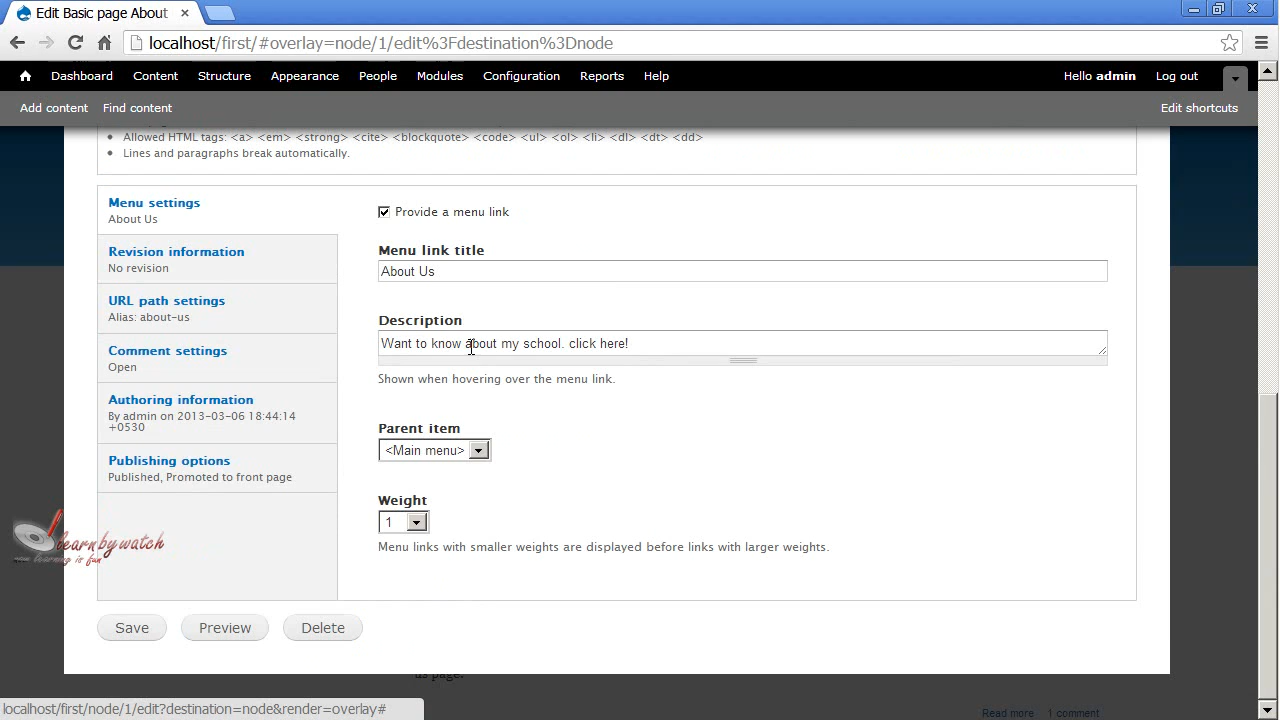 Edit Basic page About
localhost/first/#overlay=node/1/edit%3Fdestination%3Dnode
Dashboard Content Structure Appearance People Modules Configuration Reports Help Hello admin Log out
Add content Find content Edit shortcuts
Allowed HTML tags: <a> <em> <strong> <cite> <blockquote> <code> <ul> <ol> <li> <dl> <dt> <dd>
Lines and paragraphs break automatically.
Menu settings
About Us
Revision information
No revision
URL path settings
Alias: about-us
Comment settings
Open
Authoring information
By admin on 2013-03-06 18:44:14
+0530
Publishing options
Published, Promoted to front page
Provide a menu link
Menu link title
About Us
Description
Want to know about my school. click here!
Shown when hovering over the menu link.
Parent item
<Main menu>
Weight
1
Menu links with smaller weights are displayed before links with larger weights.
learnbywatch
now learning is fun
Save Preview Delete
us page.
localhost/first/node/1/edit?destination=node&render=overlay#
Read more 1 comment